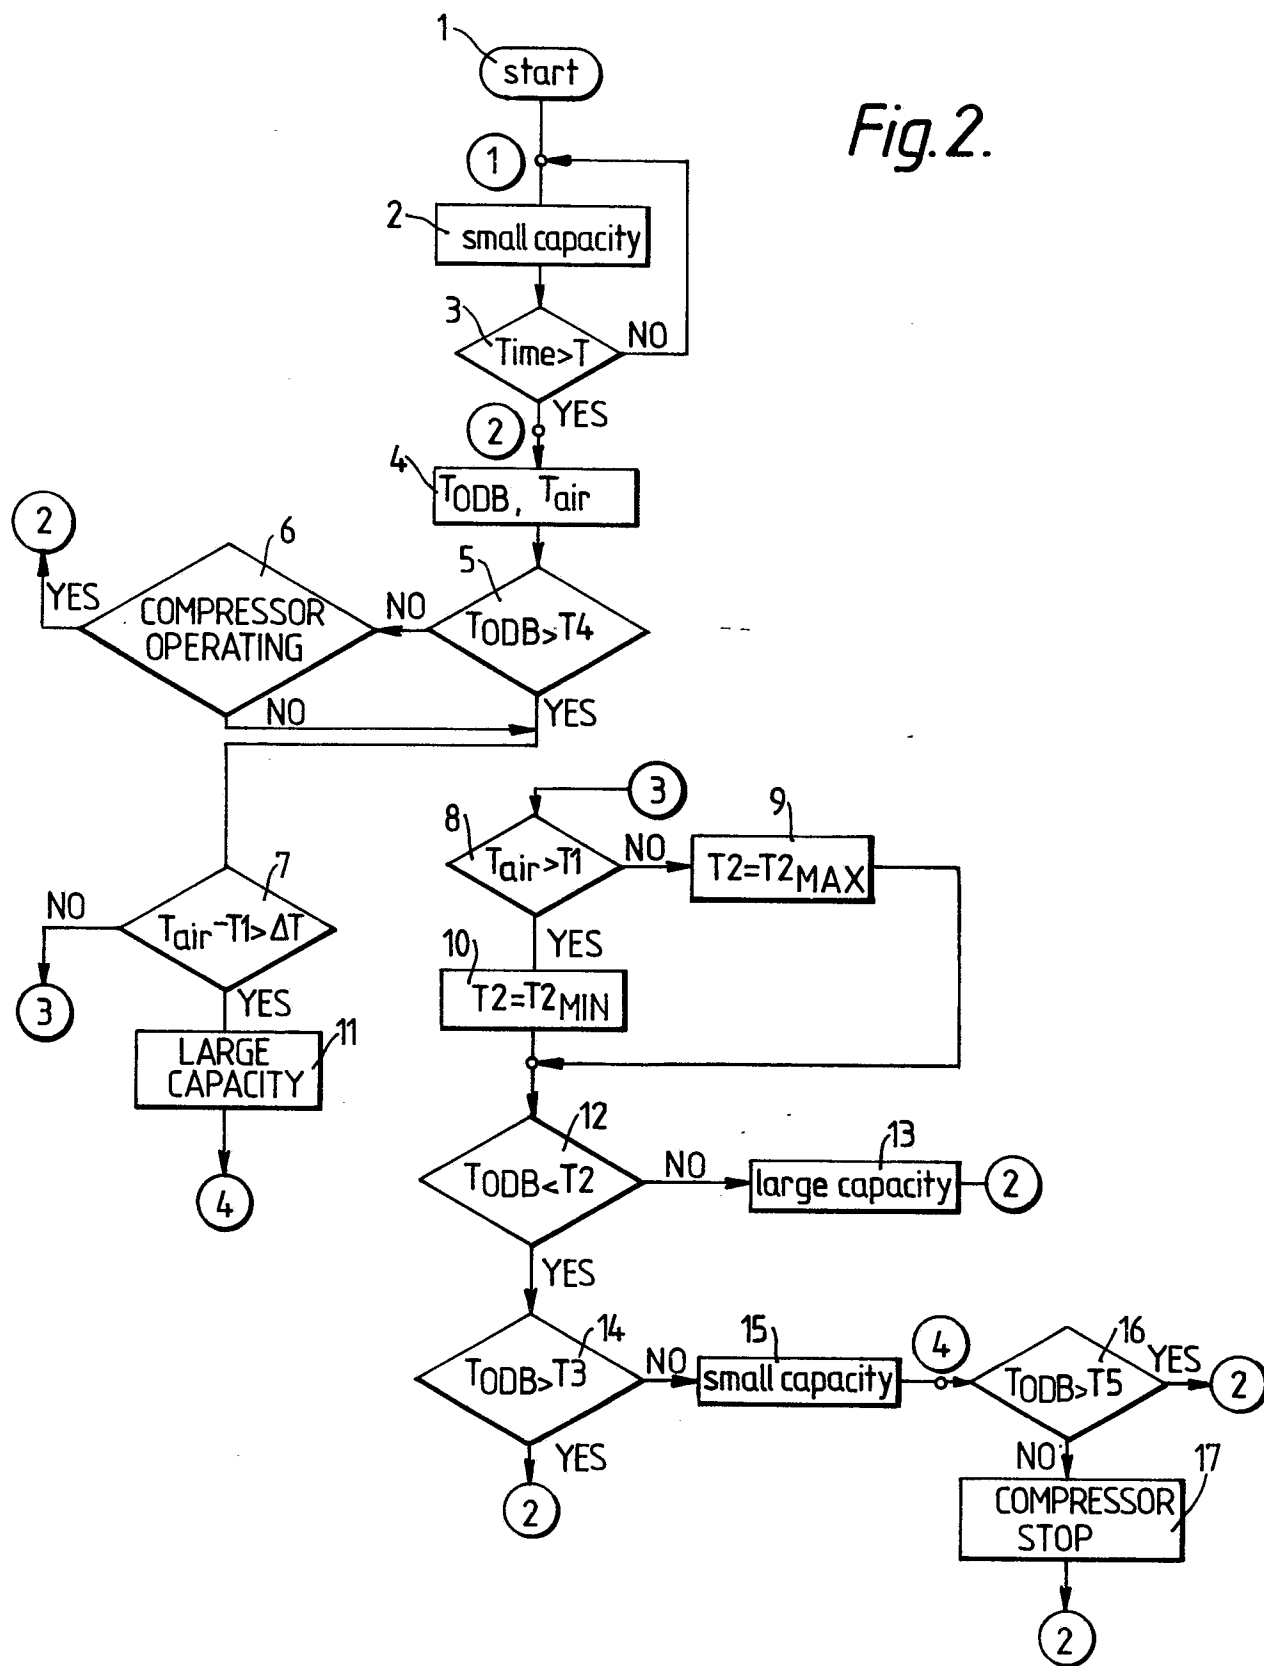 1
start
Fig.2.
1
2
small capacity
3
Time>T
NO
YES
2
4
TODB, Tair
2
6
5
YES
COMPRESSOR
OPERATING
NO
TODB>T4
NO
YES
3
8
9
Tair>T1
NO
T2=T2MAX
7
NO
Tair-T1>ΔT
YES
10
T2=T2MIN
3
YES
11
LARGE
CAPACITY
12
13
TODB<T2
NO
large capacity
2
4
YES
14
15
4
16
TODB>T3
NO
small capacity
TODB>T5
YES
2
YES
NO
17
2
COMPRESSOR
STOP
2